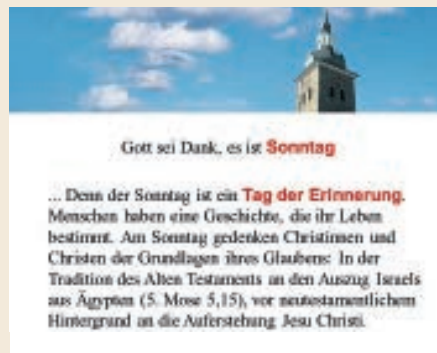 Gott sei Dank, es ist Sonntag
... Denn der Sonntag ist ein Tag der Erinnerung.
Menschen haben eine Geschichte, die ihr Leben
bestimmt. Am Sonntag gedenken Christinnen und
Christen der Grundlagen ihres Glaubens: In der
Tradition des Alten Testaments an den Auszug Israels
aus Ägypten (5. Mose 5,15), vor neutestamentlichem
Hintergrund an die Auferstehung Jesu Christi.